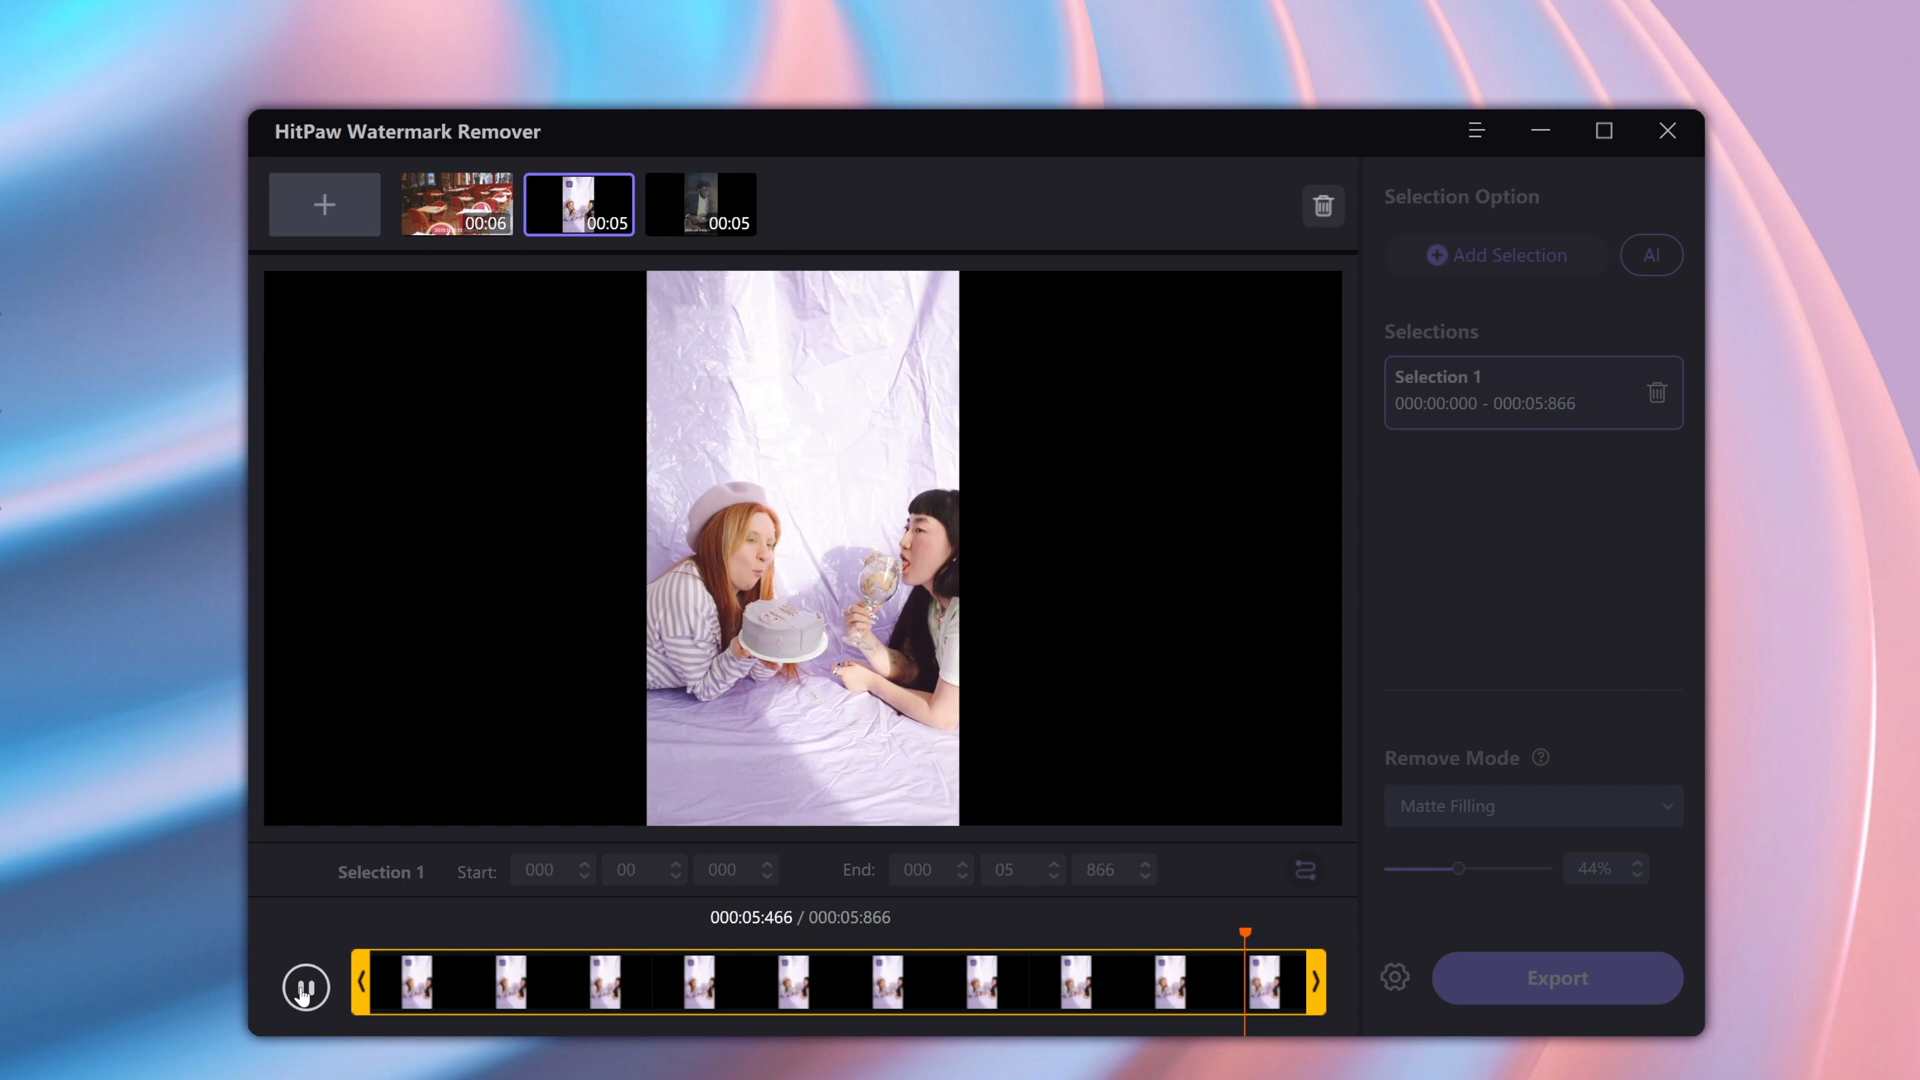 HitPaw Watermark Remover
00:06
00:05
00:05
Selection Option
Add Selection
AI
Selections
Selection 1
000:00:000 - 000:05:866
Remove Mode
Matte Filling
44%
Selection 1 Start: 000 00 000 End: 000 05 866
000:05:466 / 000:05:866
Export